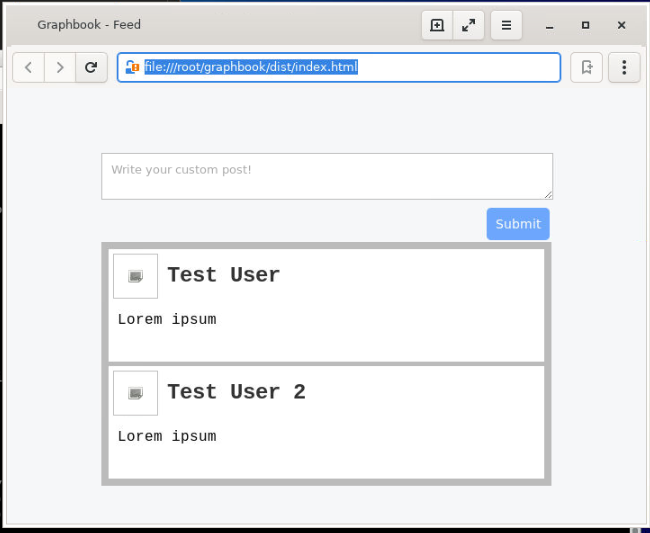 Graphbook - Feed
file:///root/graphbook/dist/index.html
Write your custom post!
Submit
Test User
Lorem ipsum
Test User 2
Lorem ipsum